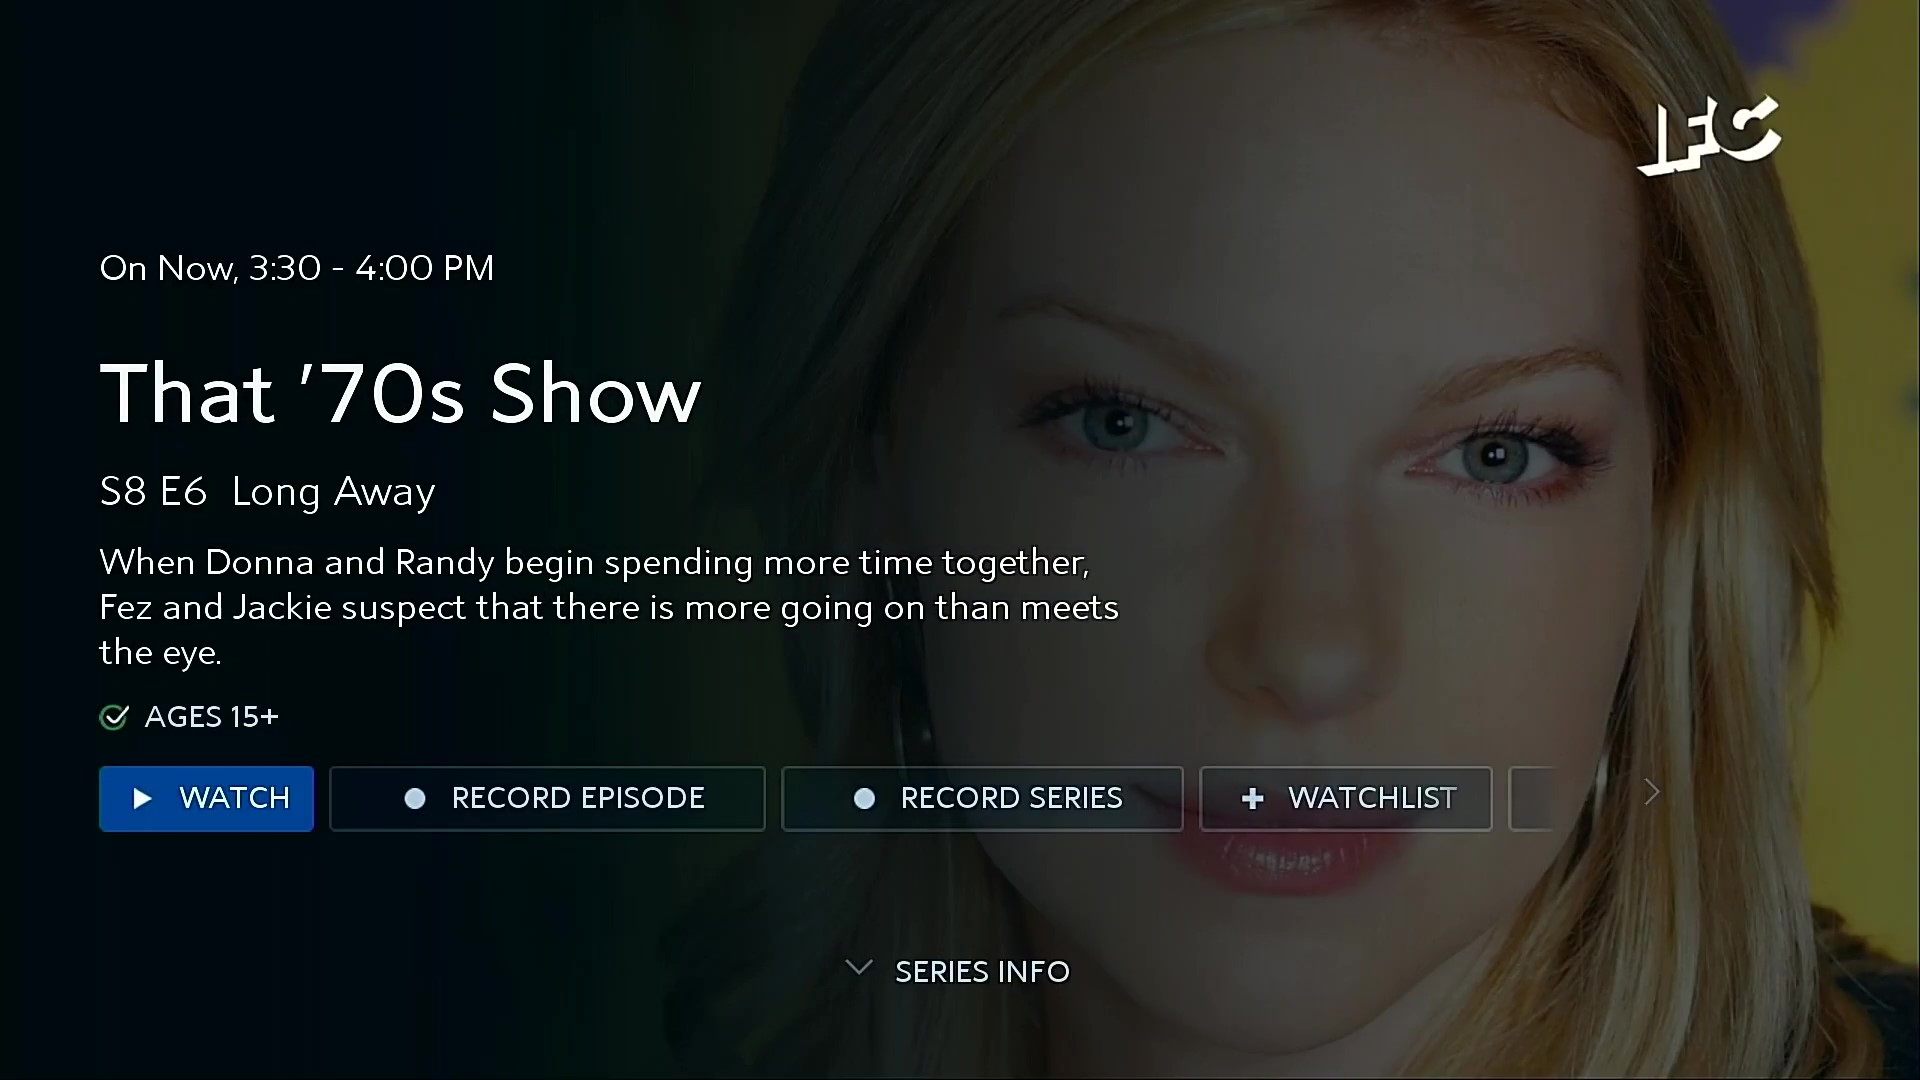 IFC
On Now, 3:30 - 4:00 PM
That ’70s Show
S8 E6 Long Away
When Donna and Randy begin spending more time together,
Fez and Jackie suspect that there is more going on than meets
the eye.
AGES 15+
WATCH
RECORD EPISODE
RECORD SERIES
WATCHLIST
SERIES INFO